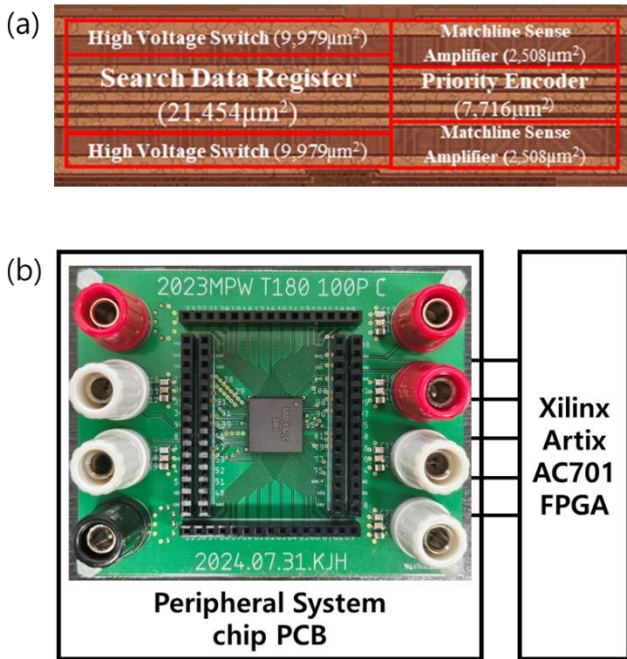 (a)
High Voltage Switch (9,979μm²)
Search Data Register
(21,454μm²)
High Voltage Switch (9,979μm²)
Matchline Sense
Amplifier (2,508μm²)
Priority Encoder
(7,716μm²)
Matchline Sense
Amplifier (2,508μm²)
(b)
2023MPW T180 100P C
2024.07.31.KJH
Peripheral System
chip PCB
Xilinx
Artix
AC701
FPGA